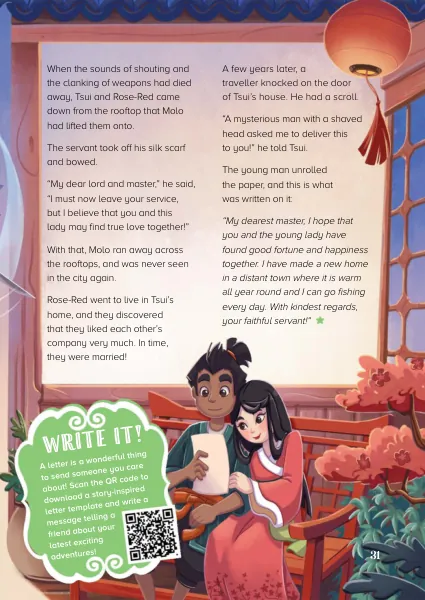 When the sounds of shouting and
the clanking of weapons had died
away, Tsui and Rose-Red came
down from the rooftop that Molo
had lifted them onto.
The servant took off his silk scarf
and bowed.
“My dear lord and master,” he said,
“I must now leave your service,
but I believe that you and this
lady may find true love together!”
With that, Molo ran away across
the rooftops, and was never seen
in the city again.
Rose-Red went to live in Tsui’s
home, and they discovered
that they liked each other’s
company very much. In time,
they were married!
A few years later, a
traveller knocked on the door
of Tsui’s house. He had a scroll.
“A mysterious man with a shaved
head asked me to deliver this
to you!” he told Tsui.
The young man unrolled
the paper, and this is what
was written on it.
“My dearest master, I hope that
you and the young lady have
found good fortune and happiness
together. I have made a new home
in a distant town where it is warm
all year round and I can go fishing
every day. With kindest regards,
your faithful servant!”
WRITE IT!
A letter is a wonderful thing
to send someone you care
about! Scan the QR code to
download a story-inspired
letter template and write a
message telling a
friend about your
latest exciting
adventures!
31